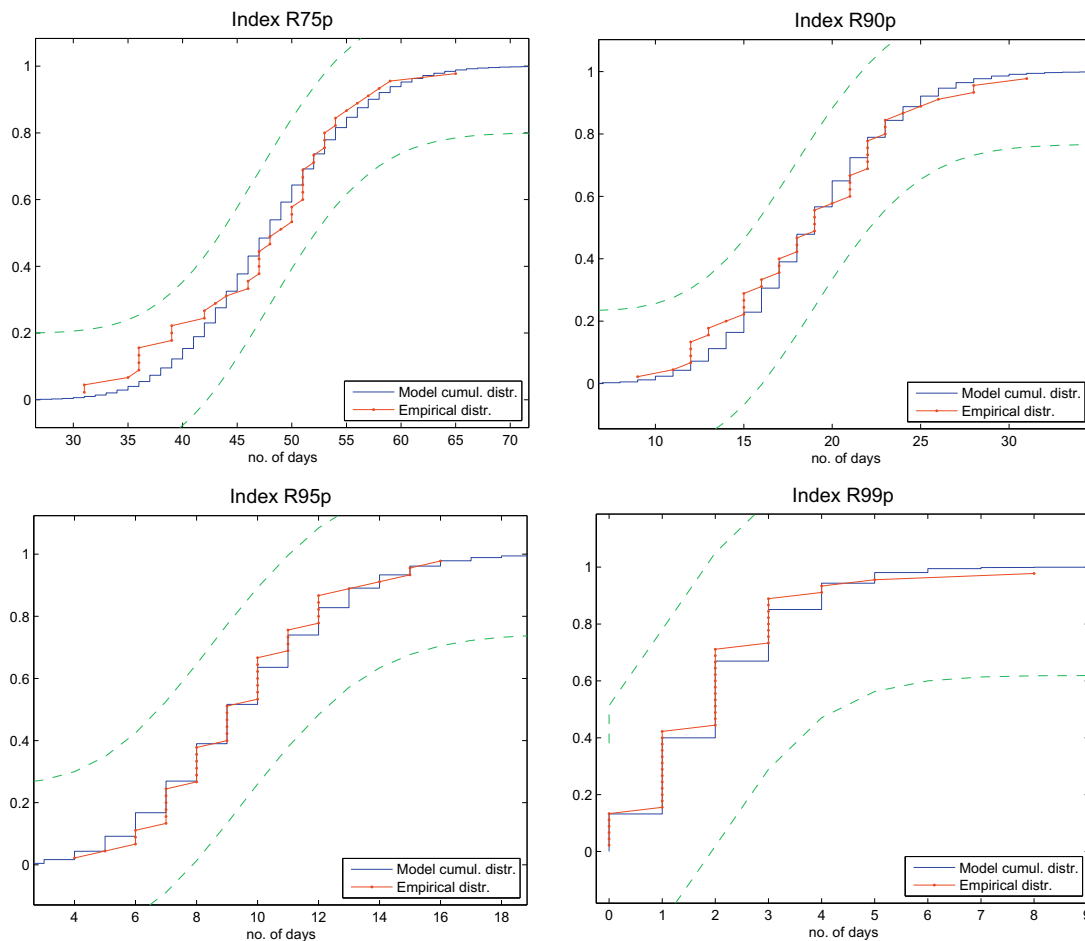 Index R75p
1
0.8
0.6
0.4
0.2
0
30 35 40 45 50 55 60 65 70
no. of days
Model cumul. distr.
Empirical distr.
Index R90p
1
0.8
0.6
0.4
0.2
0
10 15 20 25 30
no. of days
Model cumul. distr.
Empirical distr.
Index R95p
1
0.8
0.6
0.4
0.2
0
4 6 8 10 12 14 16 18
no. of days
Model cumul. distr.
Empirical distr.
Index R99p
1
0.8
0.6
0.4
0.2
0
0 1 2 3 4 5 6 7 8 9
no. of days
Model cumul. distr.
Empirical distr.